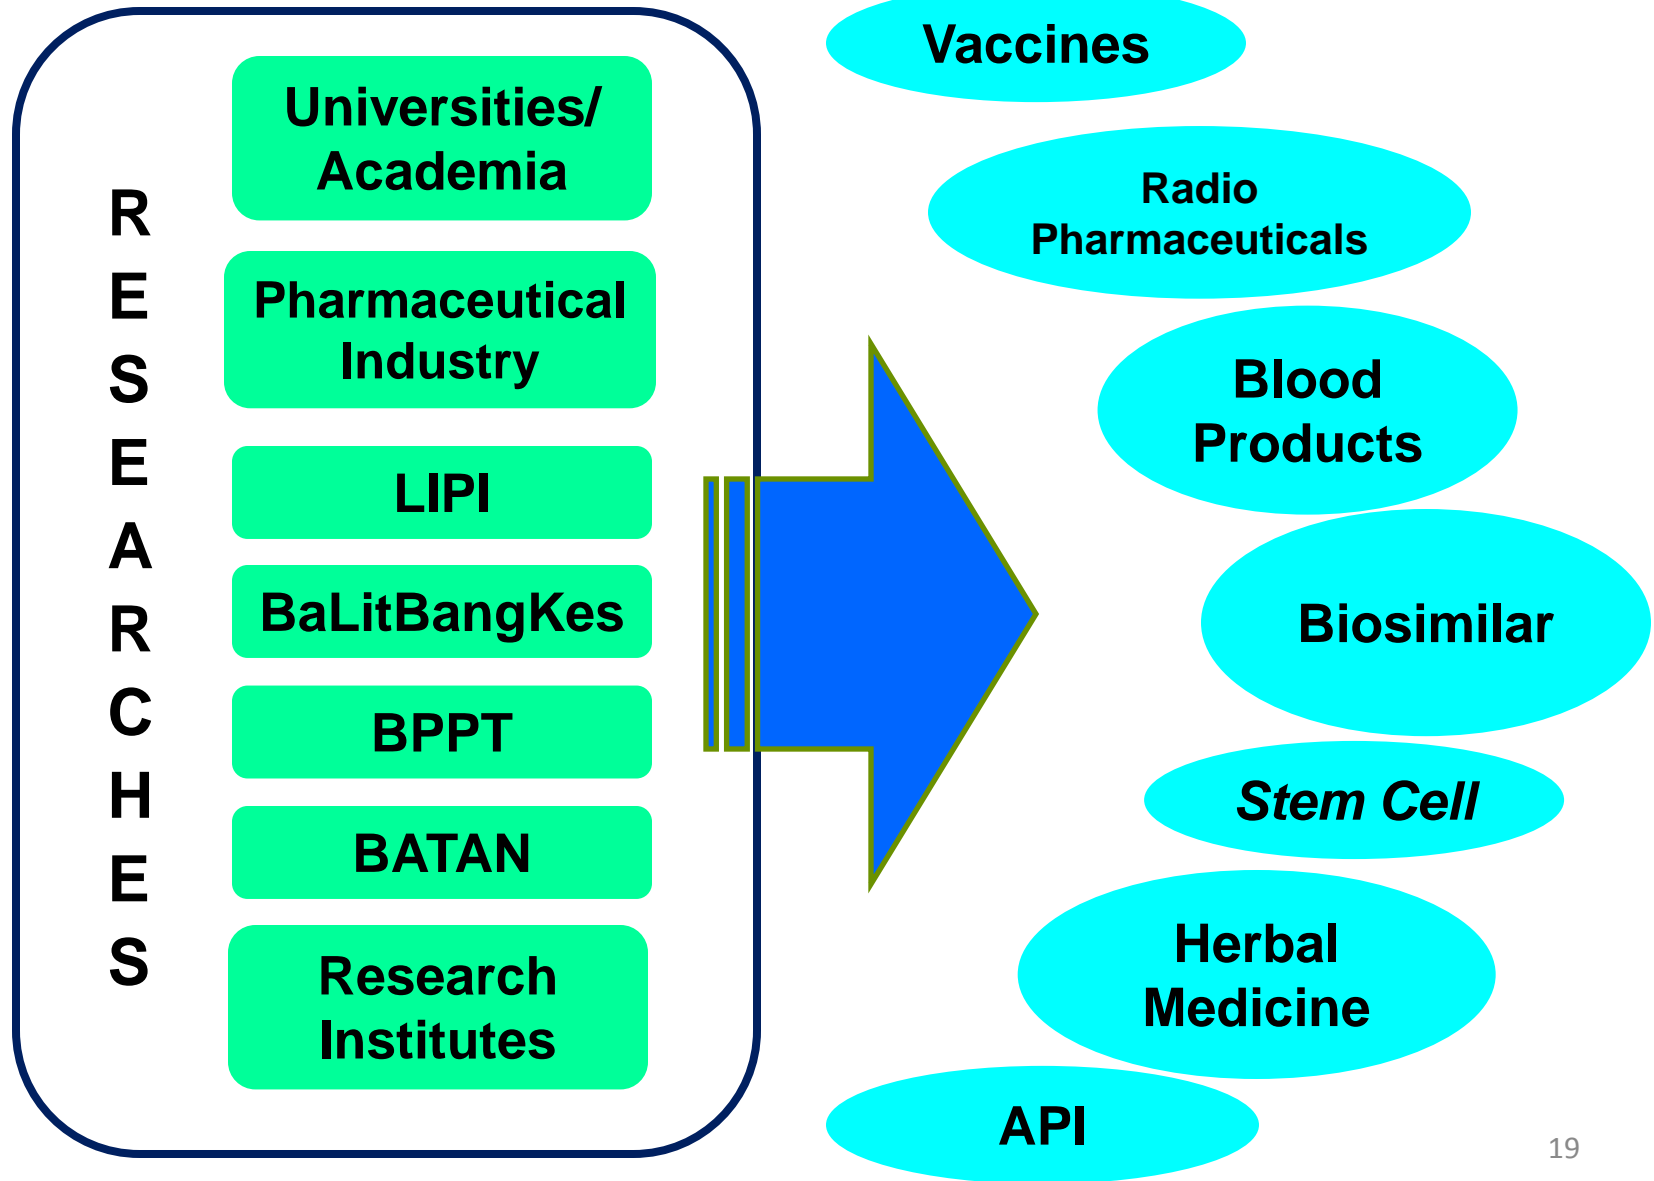 RESEARCHES
Universities/
Academia
Pharmaceutical
Industry
LIPI
BaLitBangKes
BPPT
BATAN
Research
Institutes
Vaccines
Radio
Pharmaceuticals
Blood
Products
Biosimilar
Stem Cell
Herbal
Medicine
API
19